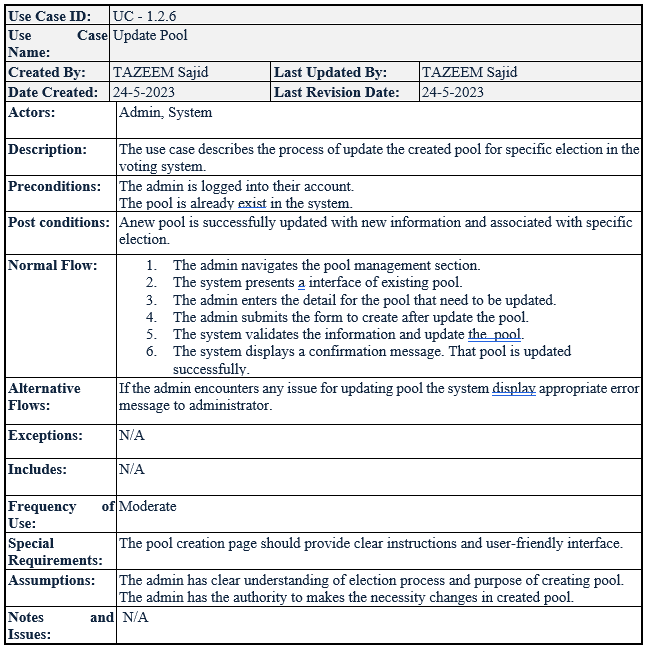 Use Case ID: UC - 1.2.6
Use Case Update Pool
Name:
Created By: TAZEEM Sajid Last Updated By: TAZEEM Sajid
Date Created: 24-5-2023 Last Revision Date: 24-5-2023
Actors: Admin, System
Description: The use case describes the process of update the created pool for specific election in the
voting system.
Preconditions: The admin is logged into their account.
The pool is already exist in the system.
Post conditions: Anew pool is successfully updated with new information and associated with specific
election.
Normal Flow: 1. The admin navigates the pool management section.
2. The system presents a interface of existing pool.
3. The admin enters the detail for the pool that need to be updated.
4. The admin submits the form to create after update the pool.
5. The system validates the information and update the pool.
6. The system displays a confirmation message. That pool is updated
successfully.
Alternative If the admin encounters any issue for updating pool the system display appropriate error
Flows: message to administrator.
Exceptions: N/A
Includes: N/A
Frequency of Moderate
Use:
Special The pool creation page should provide clear instructions and user-friendly interface.
Requirements:
Assumptions: The admin has clear understanding of election process and purpose of creating pool.
The admin has the authority to makes the necessity changes in created pool.
Notes and N/A
Issues: